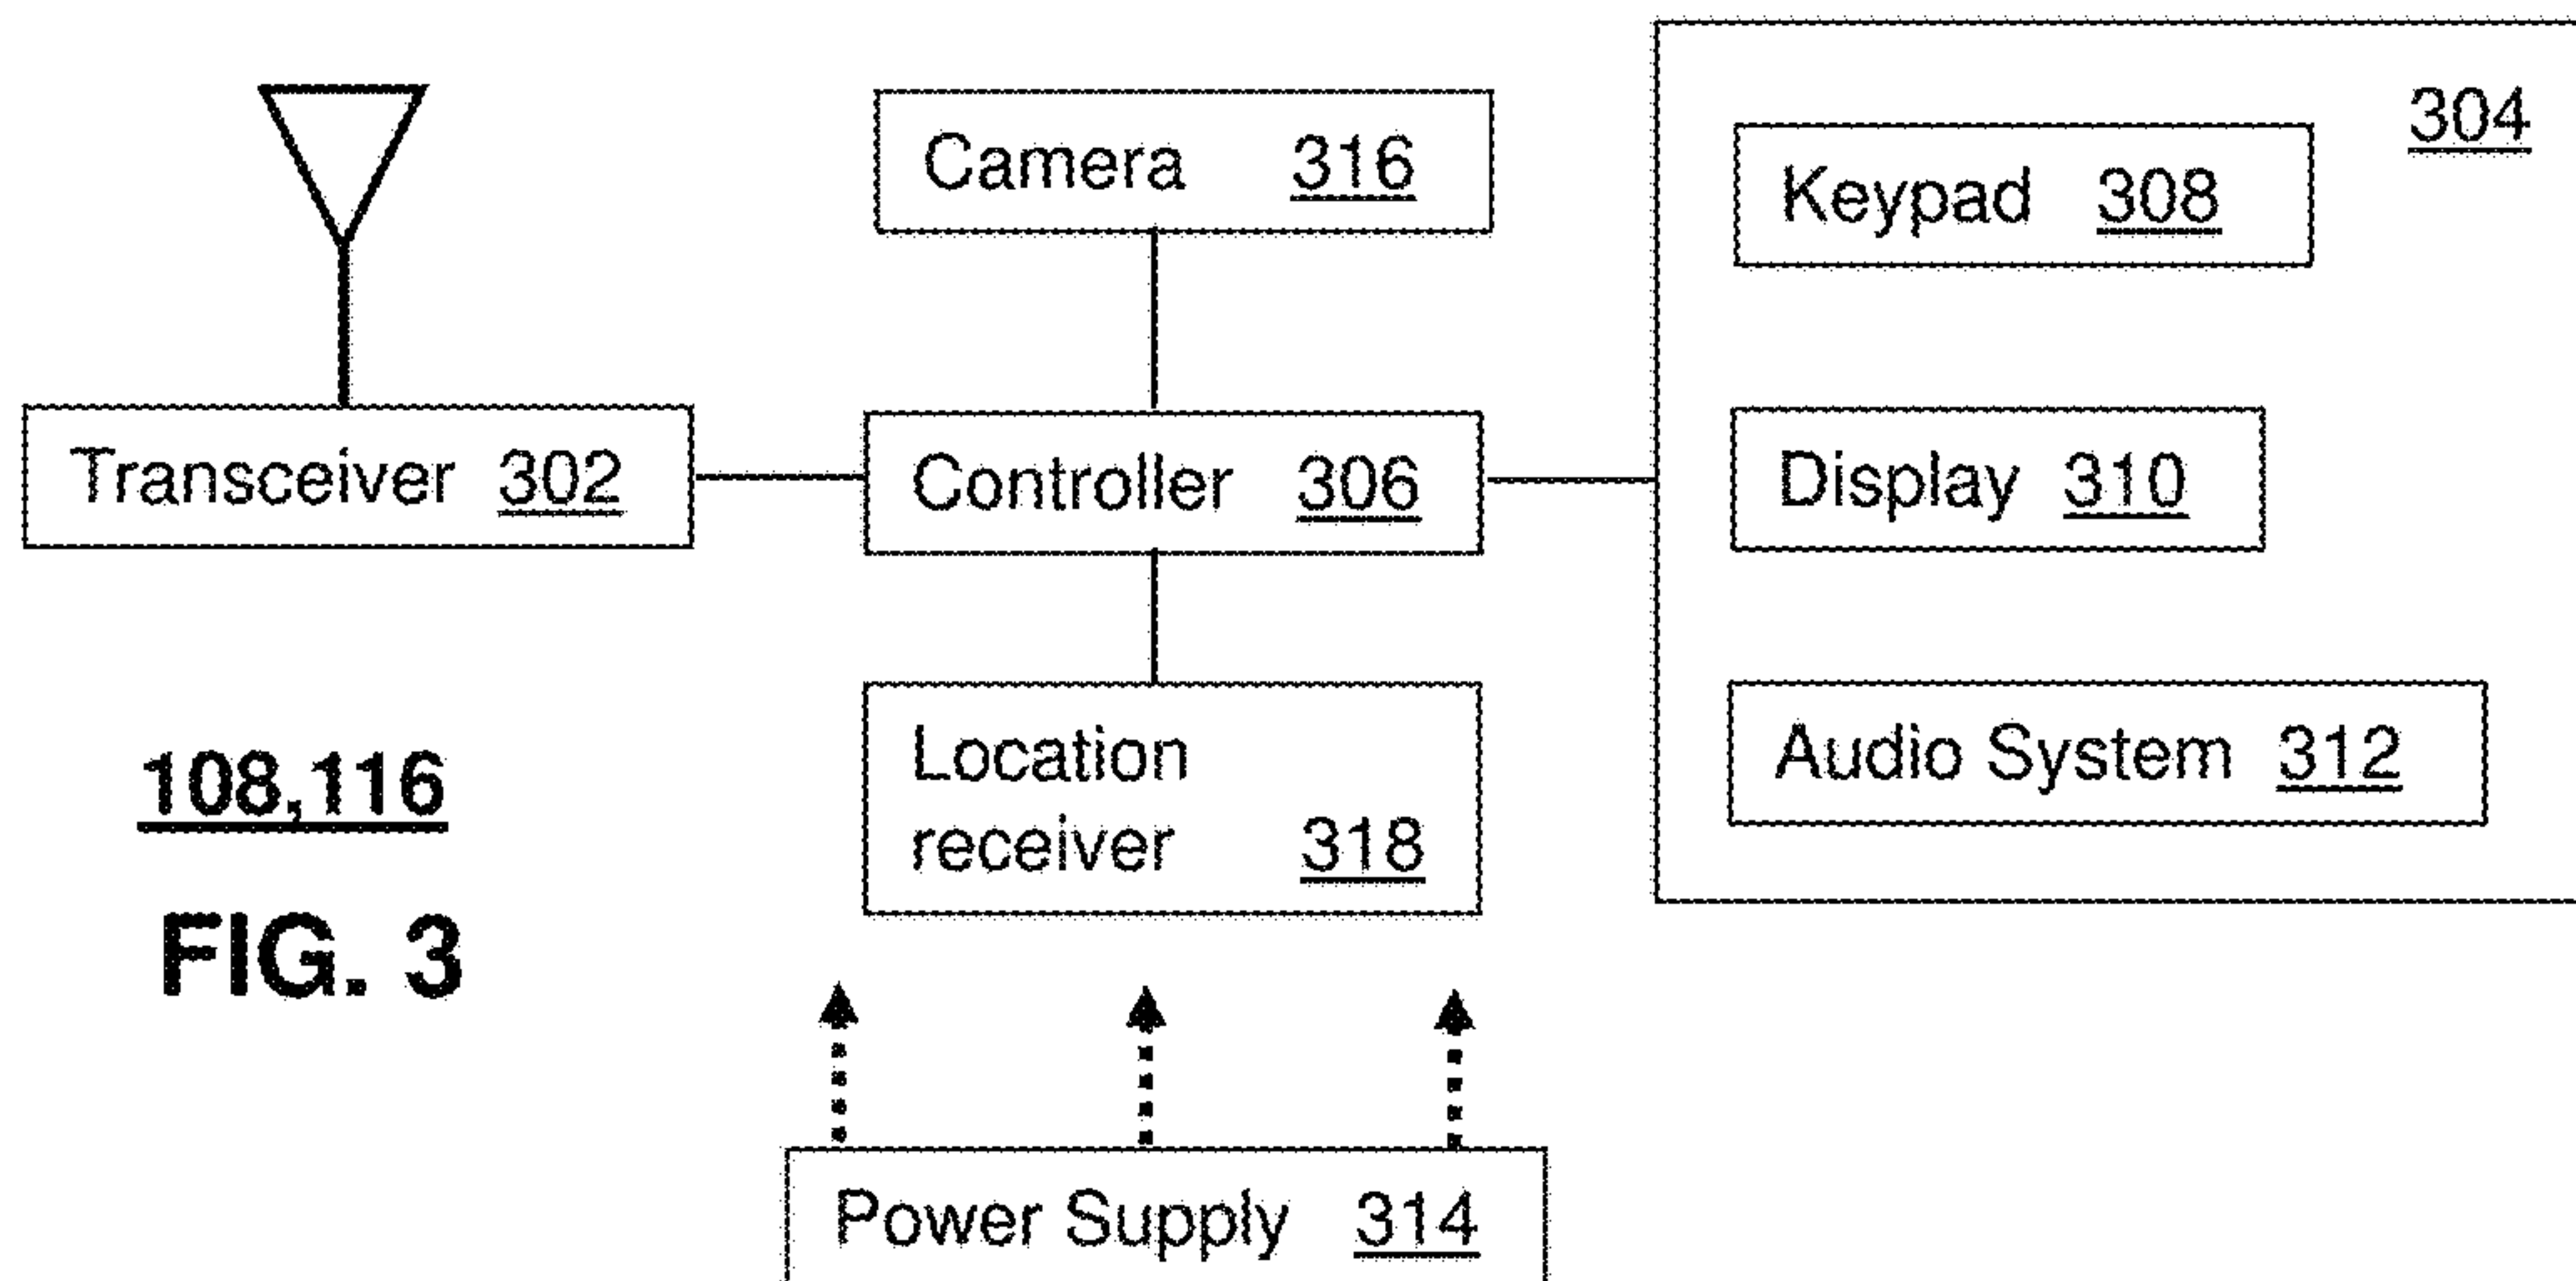 304
Camera 316
Keypad 308
Transceiver 302
Controller 306
Display 310
Location
receiver 318
Audio System 312
108,116
FIG. 3
Power Supply 314